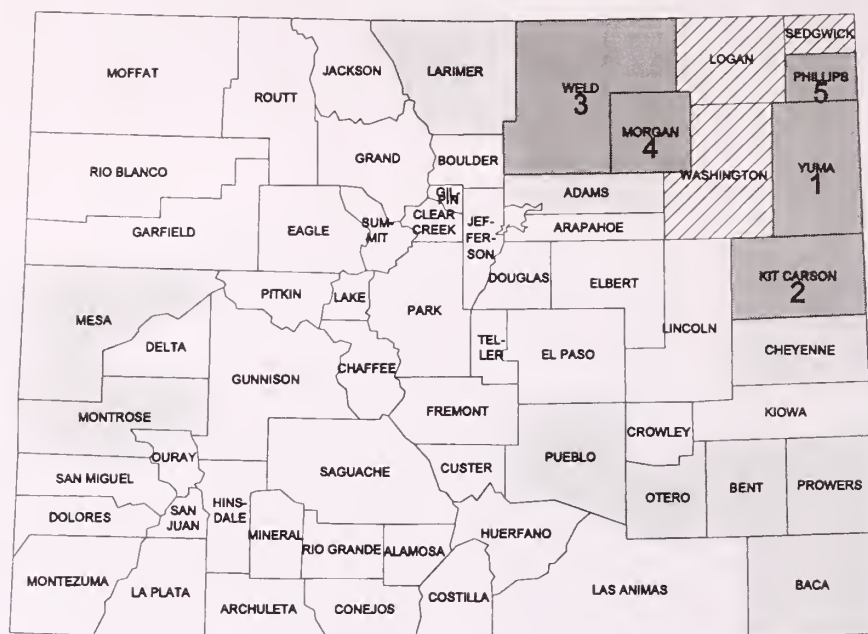 SEDGWICK
MOFFAT
JACKSON
LARIMER
LOGAN
ROUTT
WELD
3
PHILLIPS
5
MORGAN
4
GRAND
BOULDER
RIO BLANCO
WASHINGTON
YUMA
1
GIL-
PIN
ADAMS
CLEAR
CREEK
GARFIELD
EAGLE
SUM-
MIT
JEF-
FER-
SON
ARAPAHOE
DOUGLAS
ELBERT
KIT CARSON
2
PITKIN
LAKE
PARK
MESA
LINCOLN
DELTA
TEL-
LER
EL PASO
CHEYENNE
CHAFFEE
GUNNISON
FREMONT
MONTROSE
KIOWA
CROWLEY
OURAY
PUEBLO
SAGUACHE
CUSTER
SAN MIGUEL
BENT
PROWERS
OTERO
HINS-
DALE
SAN
JUAN
DOLORES
MINERAL
HUERFANO
RIO GRANDE
ALAMOSA
MONTEZUMA
LA PLATA
LAS ANIMAS
BACA
COSTILLA
ARCHULETA
CONEJOS